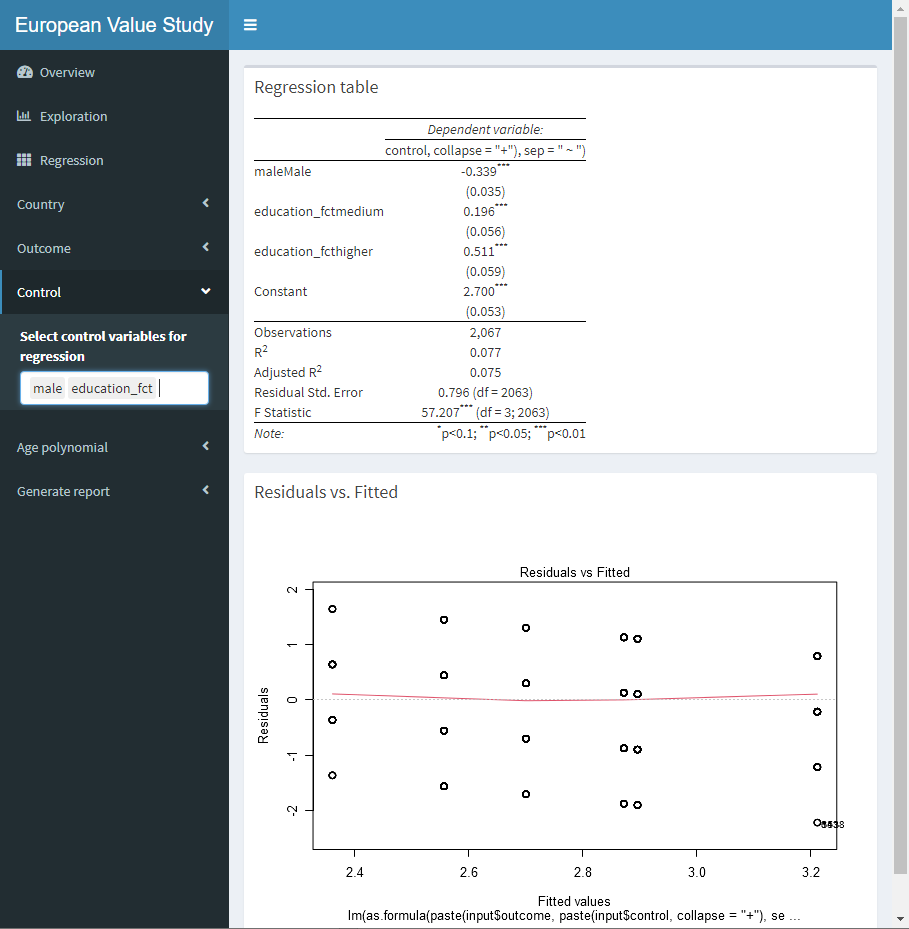 European Value Study
Overview
Exploration
Regression
Country
Outcome
Control
Select control variables for
regression
male education_fct
Age polynomial
Generate report
Regression table
Dependent variable:
control, collapse = "+"), sep = " ~ ")
maleMale -0.339***
(0.035)
education_fctmedium 0.196***
(0.056)
education_fcthigher 0.511***
(0.059)
Constant 2.700***
(0.053)
Observations 2,067
R2 0.077
Adjusted R2 0.075
Residual Std. Error 0.796 (df = 2063)
F Statistic 57.207*** (df = 3; 2063)
Note: *p<0.1; **p<0.05; ***p<0.01
Residuals vs. Fitted
Residuals vs Fitted
2
1
0
-1
-2
Residuals
2.4 2.6 2.8 3.0 3.2
Fitted values
lm(as.formula(paste(input$outcome, paste(input$control, collapse = "+"), se ...